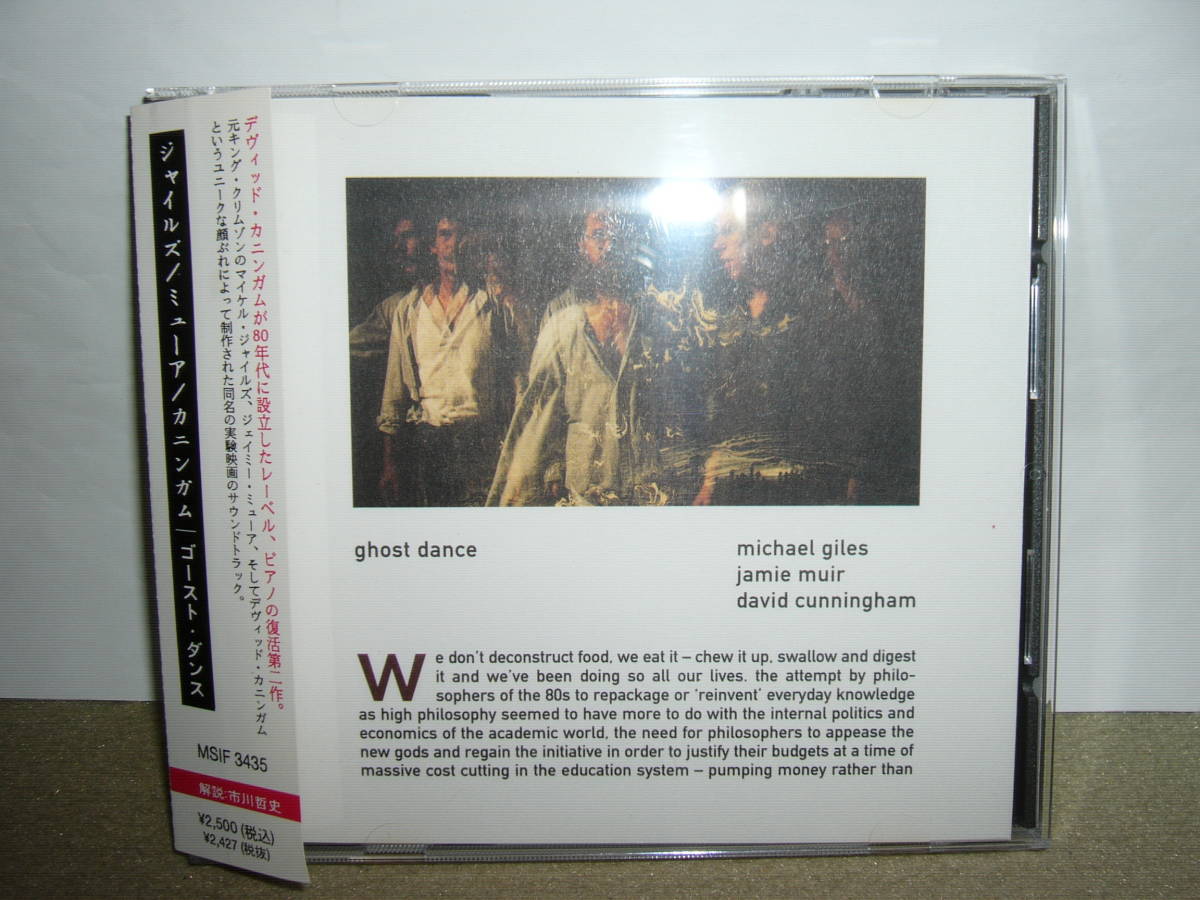 ジャイルズ/ミューア/カニンガム|ゴースト・ダンス
デヴィッド・カニンガムが80年代に設立したレーベル、ピアノの復活第二作。
元キング・クリムゾンのマイケル・ジャイルズ、ジェイミー・ミューア、そしてデヴィッド・カニンガム
というユニークな顔ぶれによって制作された同名の実験映画のサウンドトラック。
MSIF 3435
解説:市川哲史
¥2,500(税込)
¥2,427(税抜)
ghost dance
michael giles
jamie muir
david cunningham
We don't deconstruct food, we eat it – chew it up, swallow and digest
it and we've been doing so all our lives. the attempt by philo-
sophers of the 80s to repackage or 'reinvent' everyday knowledge
as high philosophy seemed to have more to do with the internal politics and
economics of the academic world, the need for philosophers to appease the
new gods and regain the initiative in order to justify their budgets at a time of
massive cost cutting in the education system – pumping money rather than